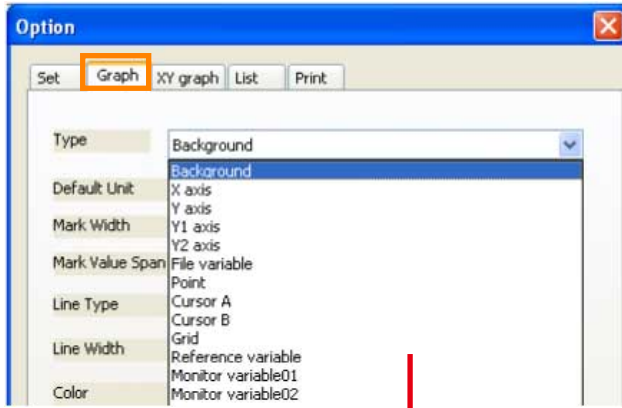 Option
Set Graph XY graph List Print
Type Background
Background
Default Unit X axis
Y axis
Mark Width Y1 axis
Y2 axis
Mark Value Span File variable
Point
Line Type Cursor A
Cursor B
Grid
Line Width Reference variable
Monitor variable01
Color Monitor variable02